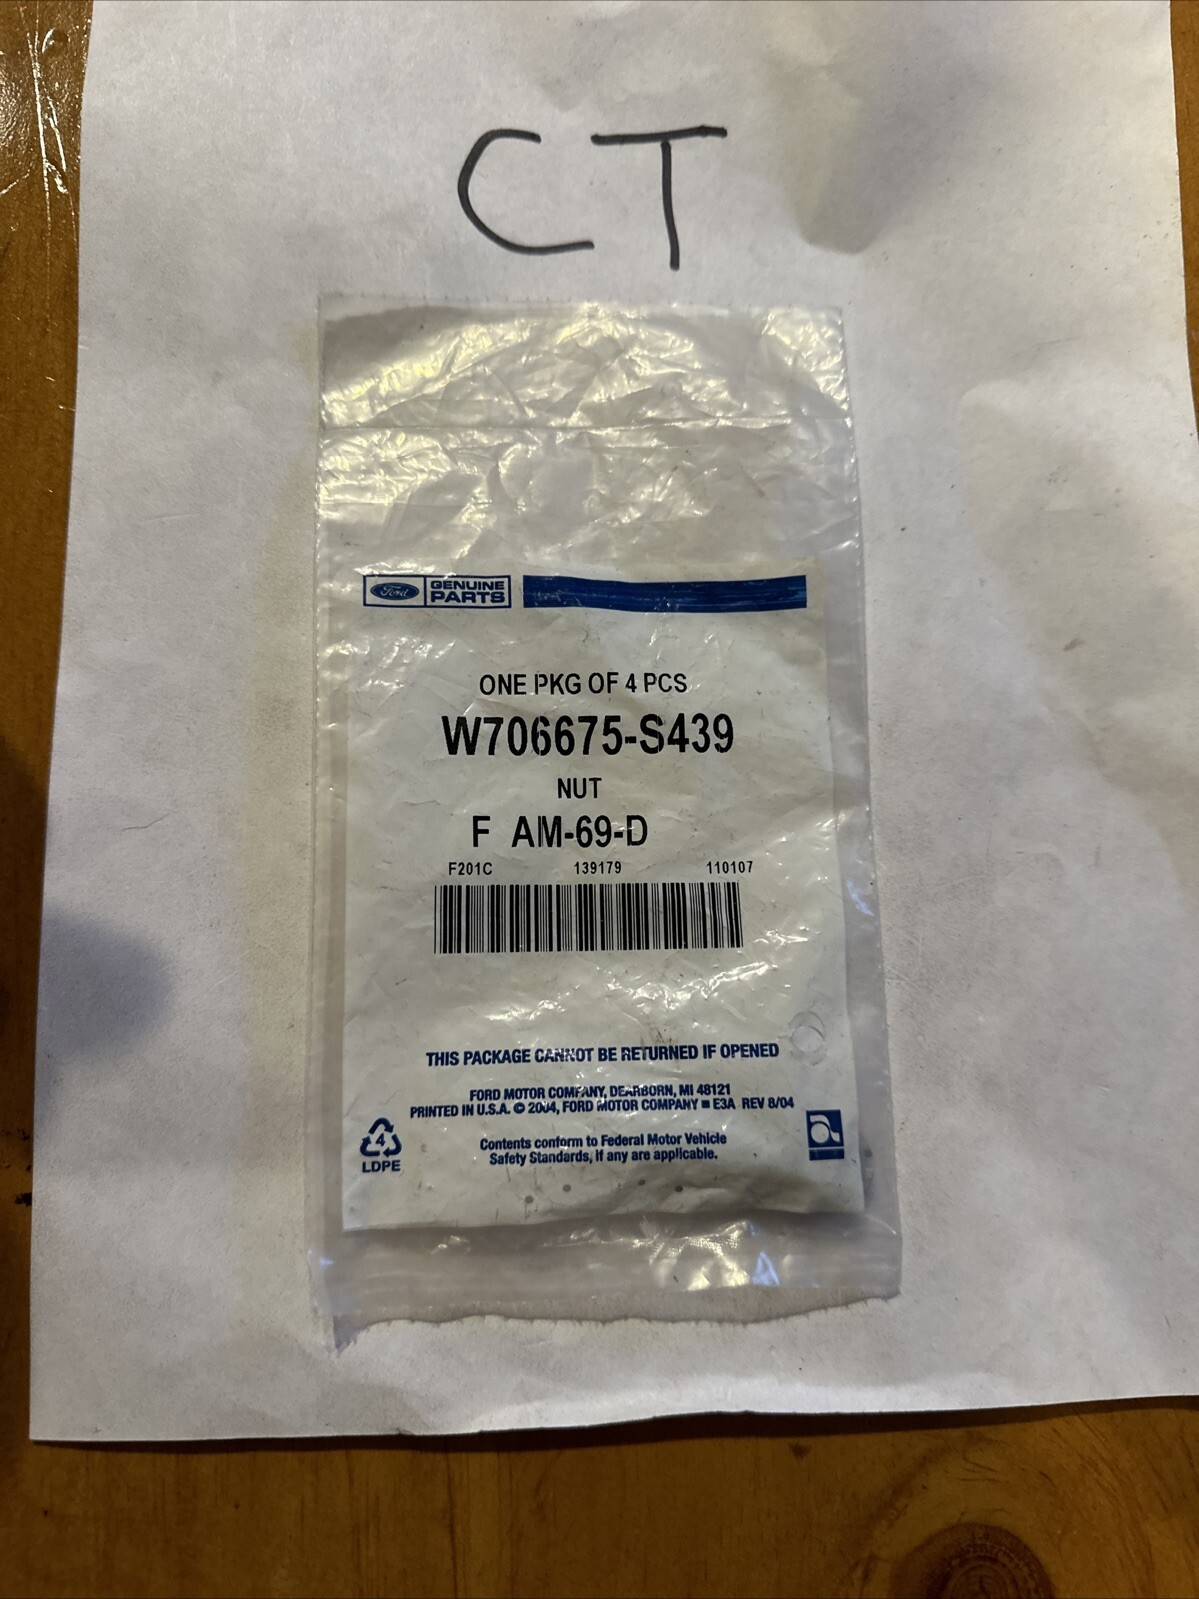 CT
Ford GENUINE PARTS
ONE PKG OF 4 PCS
W706675-S439
NUT
F AM-69-D
F201C 139179 110107
THIS PACKAGE CANNOT BE RETURNED IF OPENED
FORD MOTOR COMPANY, DEARBORN, MI 48121
PRINTED IN U.S.A. © 2004, FORD MOTOR COMPANY ■ E3A REV 8/04
4
LDPE
Contents conform to Federal Motor Vehicle
Safety Standards, if any are applicable.